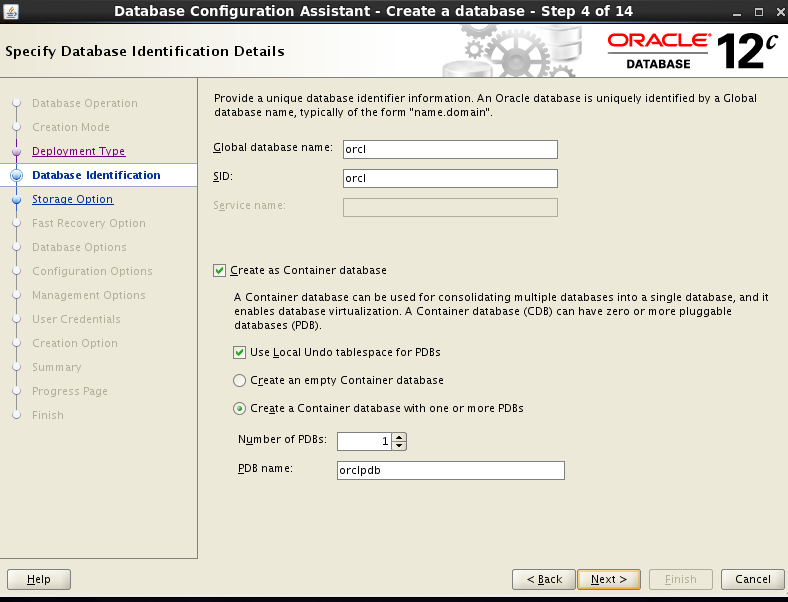 Database Configuration Assistant - Create a database - Step 4 of 14
Specify Database Identification Details
ORACLE
DATABASE
12c
Database Operation
Creation Mode
Deployment Type
Database Identification
Storage Option
Fast Recovery Option
Database Options
Configuration Options
Management Options
User Credentials
Creation Option
Summary
Progress Page
Finish
Provide a unique database identifier information. An Oracle database is uniquely identified by a Global
database name, typically of the form "name.domain".
Global database name: orcl
SID: orcl
Service name:
Create as Container database
A Container database can be used for consolidating multiple databases into a single database, and it
enables database virtualization. A Container database (CDB) can have zero or more pluggable
databases (PDB).
Use Local Undo tablespace for PDBs
Create an empty Container database
Create a Container database with one or more PDBs
Number of PDBs: 1
PDB name: orclpdb
Help
< Back
Next >
Finish
Cancel